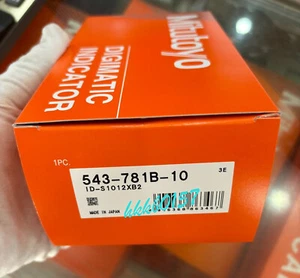 Mitutoyo
DIGIMATIC
INDICATOR
1PC.
3E
543-781B-10
ID-S1012XB2
MADE IN JAPAN